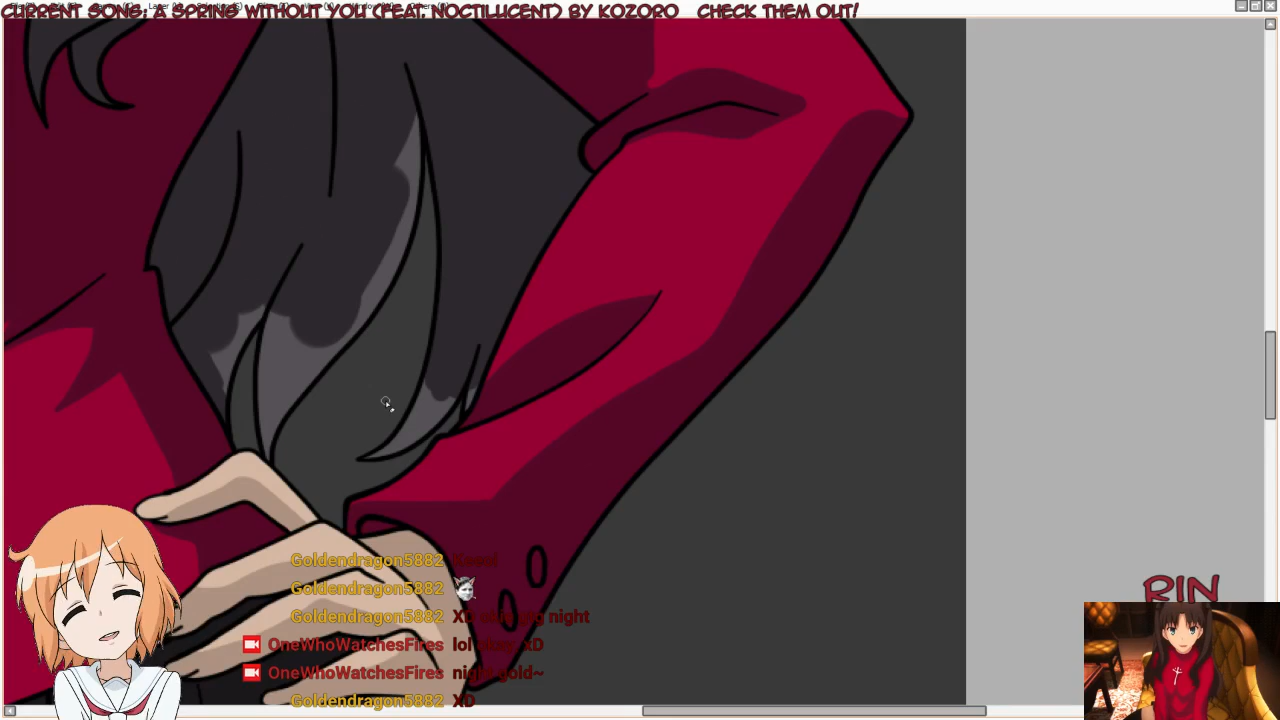 CURRENT SONG: A SPRING WITHOUT YOU (FEAT. NOCTILUCENT) BY KOZORO CHECK THEM OUT!
Goldendragon5882
Goldendragon5882
Goldendragon5882 night
OneWhoWatchesFires lol okay xD
OneWhoWatchesFires night gold~
Goldendragon5882 XD
RIN